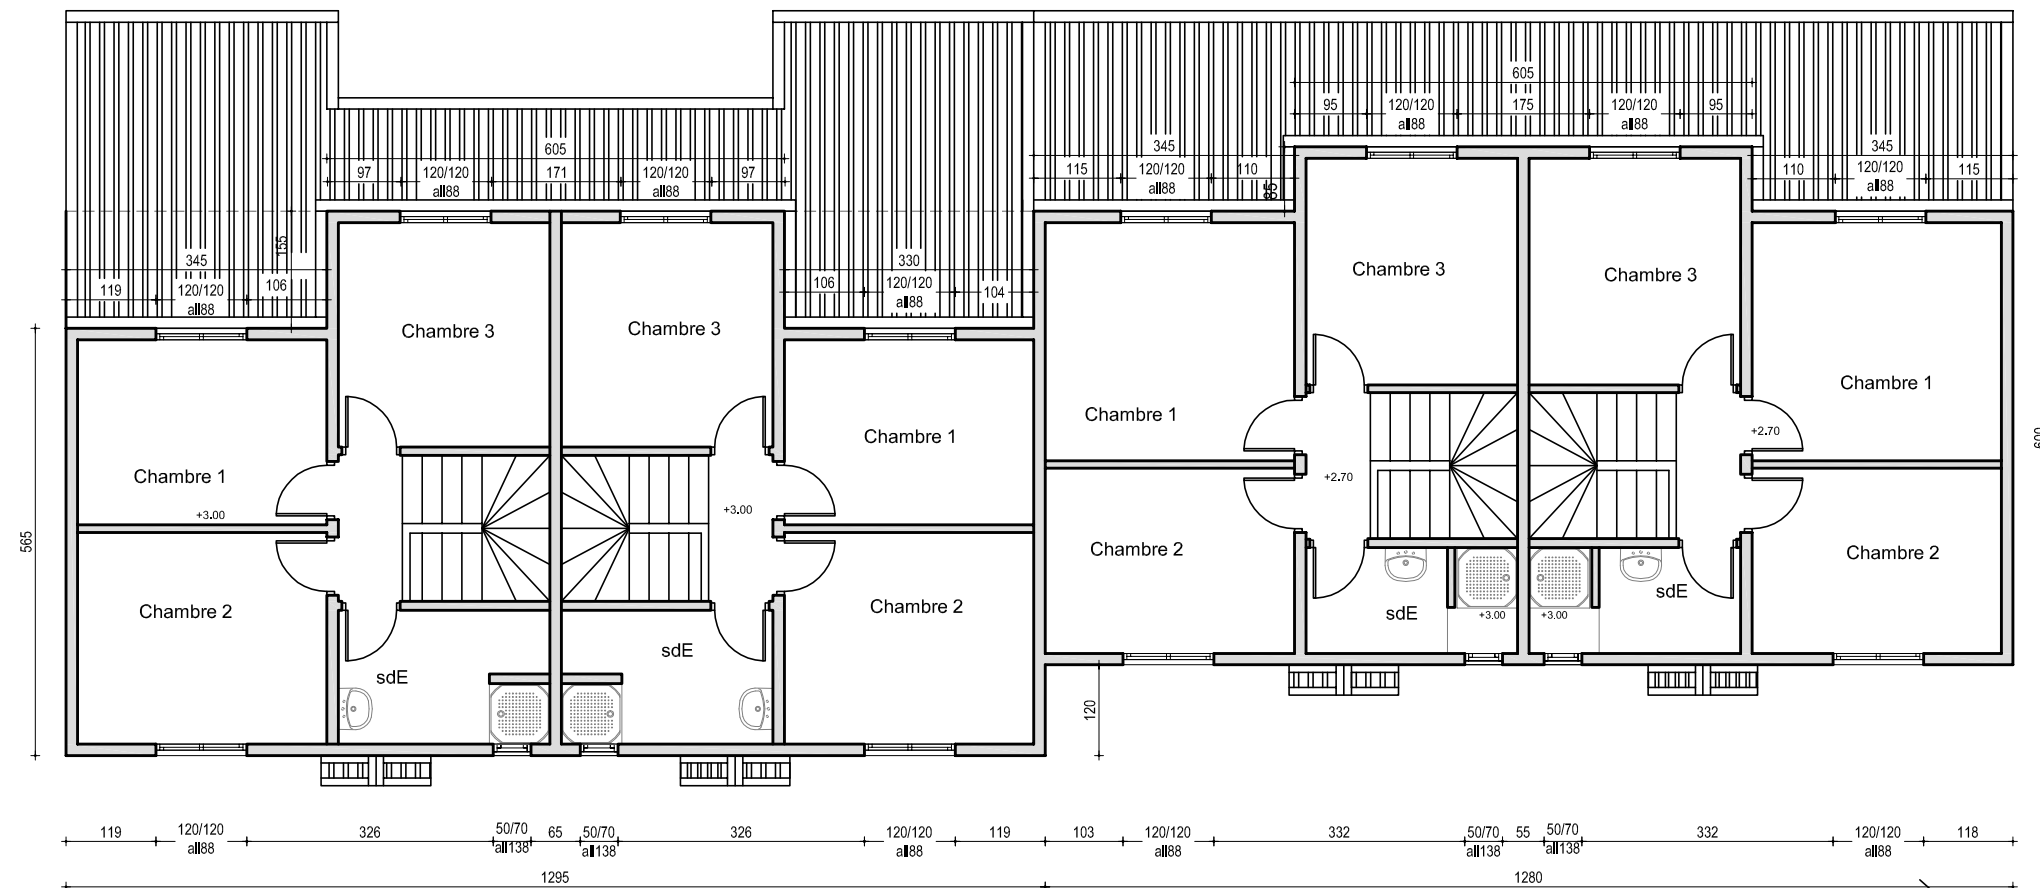 605
95
120/120
all88
175
120/120
all88
95
605
97
120/120
all88
171
120/120
all88
97
345
115
120/120
all88
110
85
345
110
120/120
all88
115
155
345
119
120/120
all88
106
330
106
120/120
all88
104
Chambre 3
Chambre 3
Chambre 3
Chambre 3
Chambre 1
Chambre 1
Chambre 1
Chambre 1
+2.70
600
+2.70
+3.00
+3.00
565
Chambre 2
Chambre 2
Chambre 2
Chambre 2
sdE
sdE
sdE
sdE
+3.00
+3.00
120
119
120/120
all88
326
50/70
all138
65
50/70
all138
326
120/120
all88
119
103
120/120
all88
332
50/70
all138
55
50/70
all138
332
120/120
all88
118
1295
1280